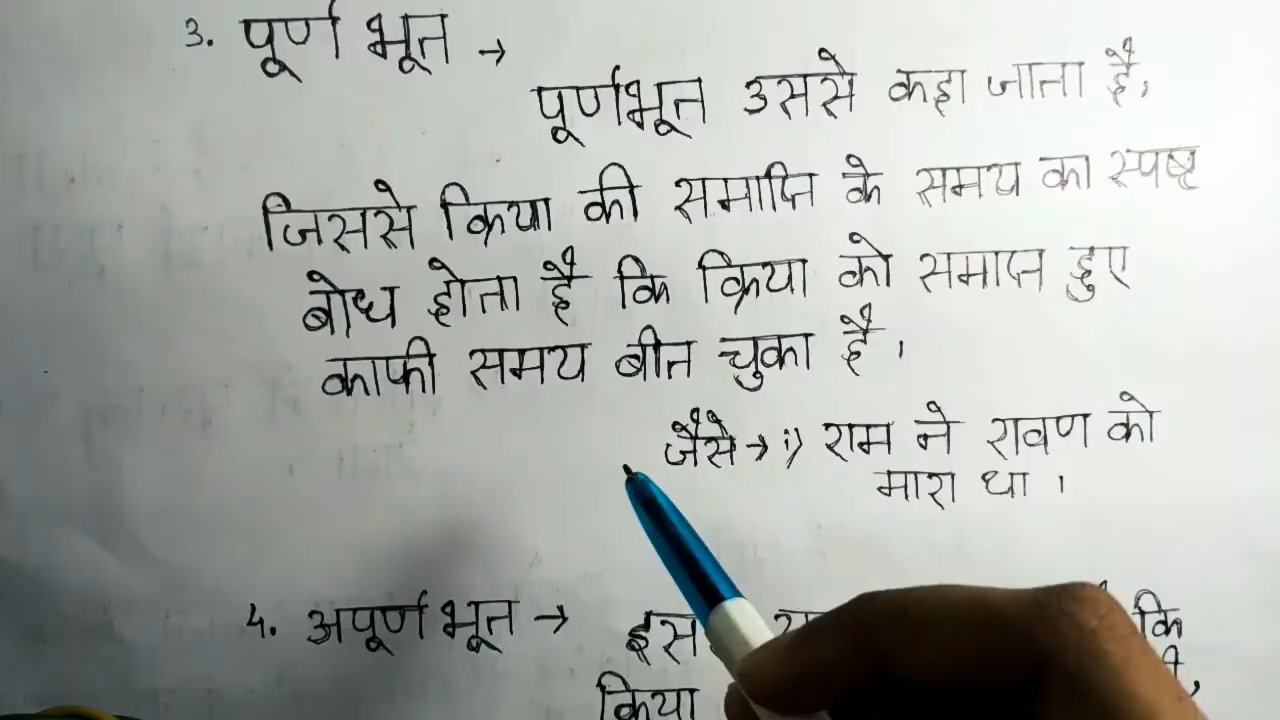 3. पूर्ण भूत →
पूर्णभूत उससे कहा जाता है,
जिससे क्रिया की समाप्ति के समय का स्पष्ट
बोध होता है कि क्रिया को समाप्त हुए
काफी समय बीत चुका है।
जैसे → i) राम ने रावण को
मारा था ।
4. अपूर्ण भूत → इस कि
क्रिया